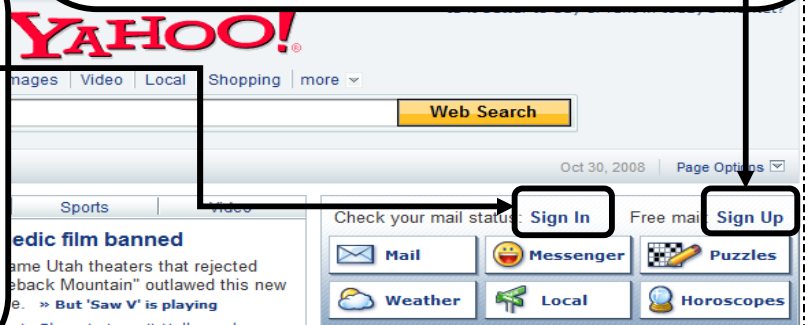 YAHOO!®
Video | Local | Shopping | more
Web Search
Oct 30, 2008 | Page Options
Sports | Video
Check your mail status: Sign In Free mail: Sign Up
edic film banned
Mail Messenger Puzzles
ame Utah theaters that rejected
eback Mountain" outlawed this new
e. » But 'Saw V' is playing
Weather Local Horoscopes